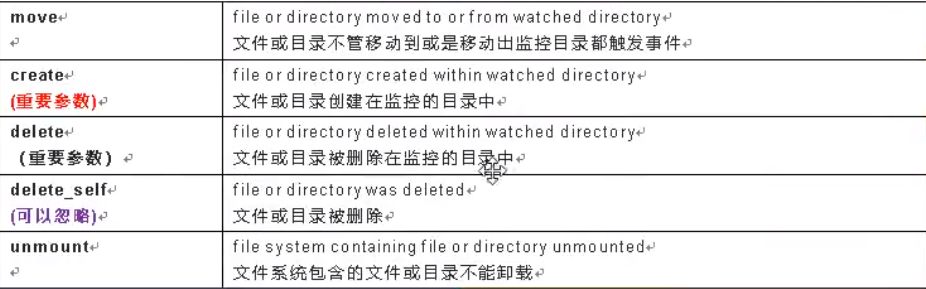 move
file or directory moved to or from watched directory
文件或目录不管移动到或是移动出监控目录都触发事件
create
(重要参数)
file or directory created within watched directory
文件或目录创建在监控的目录中
delete
（重要参数）
file or directory deleted within watched directory
文件或目录被删除在监控的目录中
delete_self
(可以忽略)
file or directory was deleted
文件或目录被删除
unmount
file system containing file or directory unmounted
文件系统包含的文件或目录不能卸载